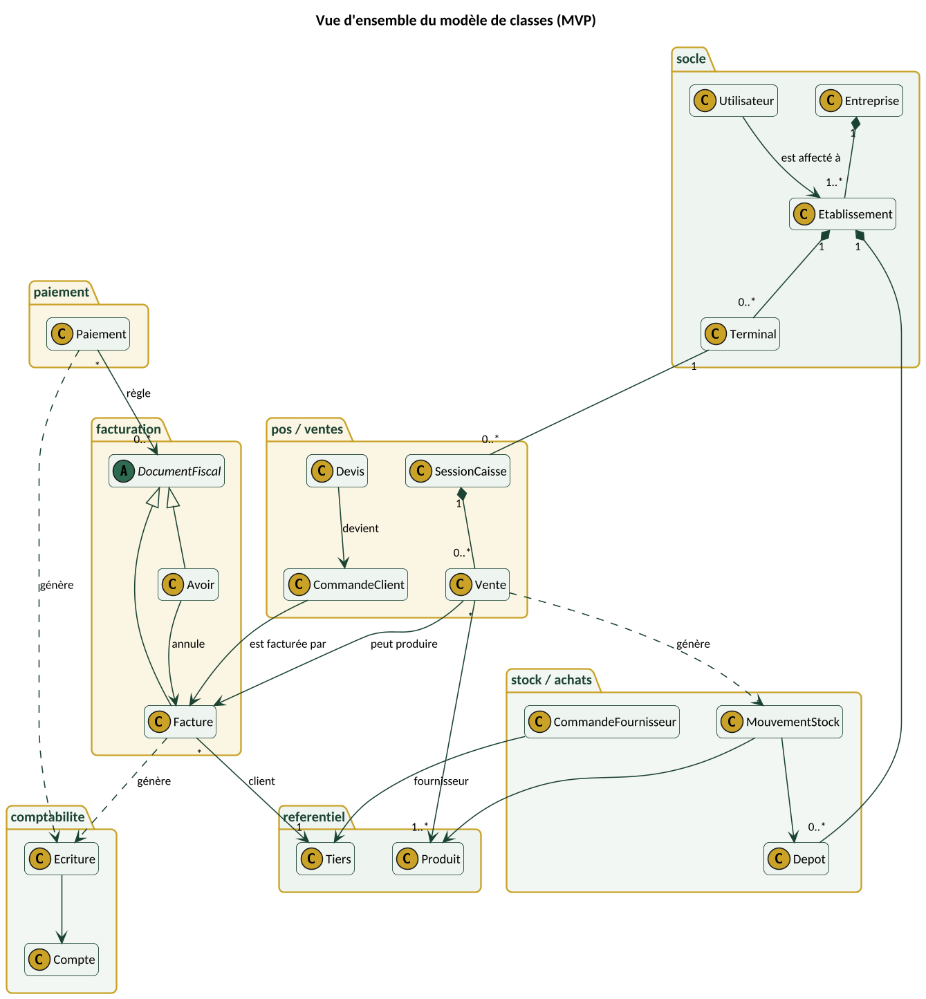 Vue d'ensemble du modèle de classes (MVP)
socle
C Utilisateur
C Entreprise
1
est affecté à
1..*
C Etablissement
1
1
0..*
paiement
C Paiement
C Terminal
*
1
règle
facturation
pos / ventes
0..*
0..*
A DocumentFiscal
C Devis
C SessionCaisse
1
devient
0..*
génère
C Avoir
C CommandeClient
C Vente
*
annule
est facturée par
peut produire
génère
stock / achats
C Facture
C CommandeFournisseur
C MouvementStock
*
génère
client
fournisseur
comptabilite
referentiel
1
1..*
0..*
C Ecriture
C Tiers
C Produit
C Depot
C Compte